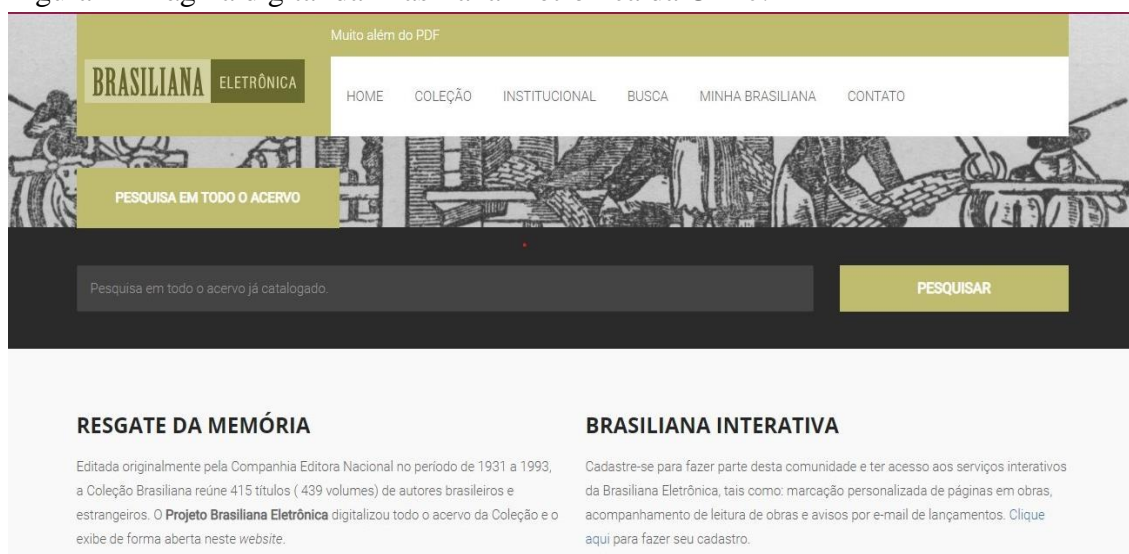 Muito além do PDF
BRASILIANA ELETRÔNICA
HOME COLEÇÃO INSTITUCIONAL BUSCA MINHA BRASILIANA CONTATO
PESQUISA EM TODO O ACERVO
Pesquisa em todo o acervo já catalogado.
PESQUISAR
RESGATE DA MEMÓRIA
Editada originalmente pela Companhia Editora Nacional no período de 1931 a 1993,
a Coleção Brasiliana reúne 415 títulos ( 439 volumes) de autores brasileiros e
estrangeiros. O Projeto Brasiliana Eletrônica digitalizou todo o acervo da Coleção e o
exibe de forma aberta neste website.
BRASILIANA INTERATIVA
Cadastre-se para fazer parte desta comunidade e ter acesso aos serviços interativos
da Brasiliana Eletrônica, tais como: marcação personalizada de páginas em obras,
acompanhamento de leitura de obras e avisos por e-mail de lançamentos. Clique
aqui para fazer seu cadastro.